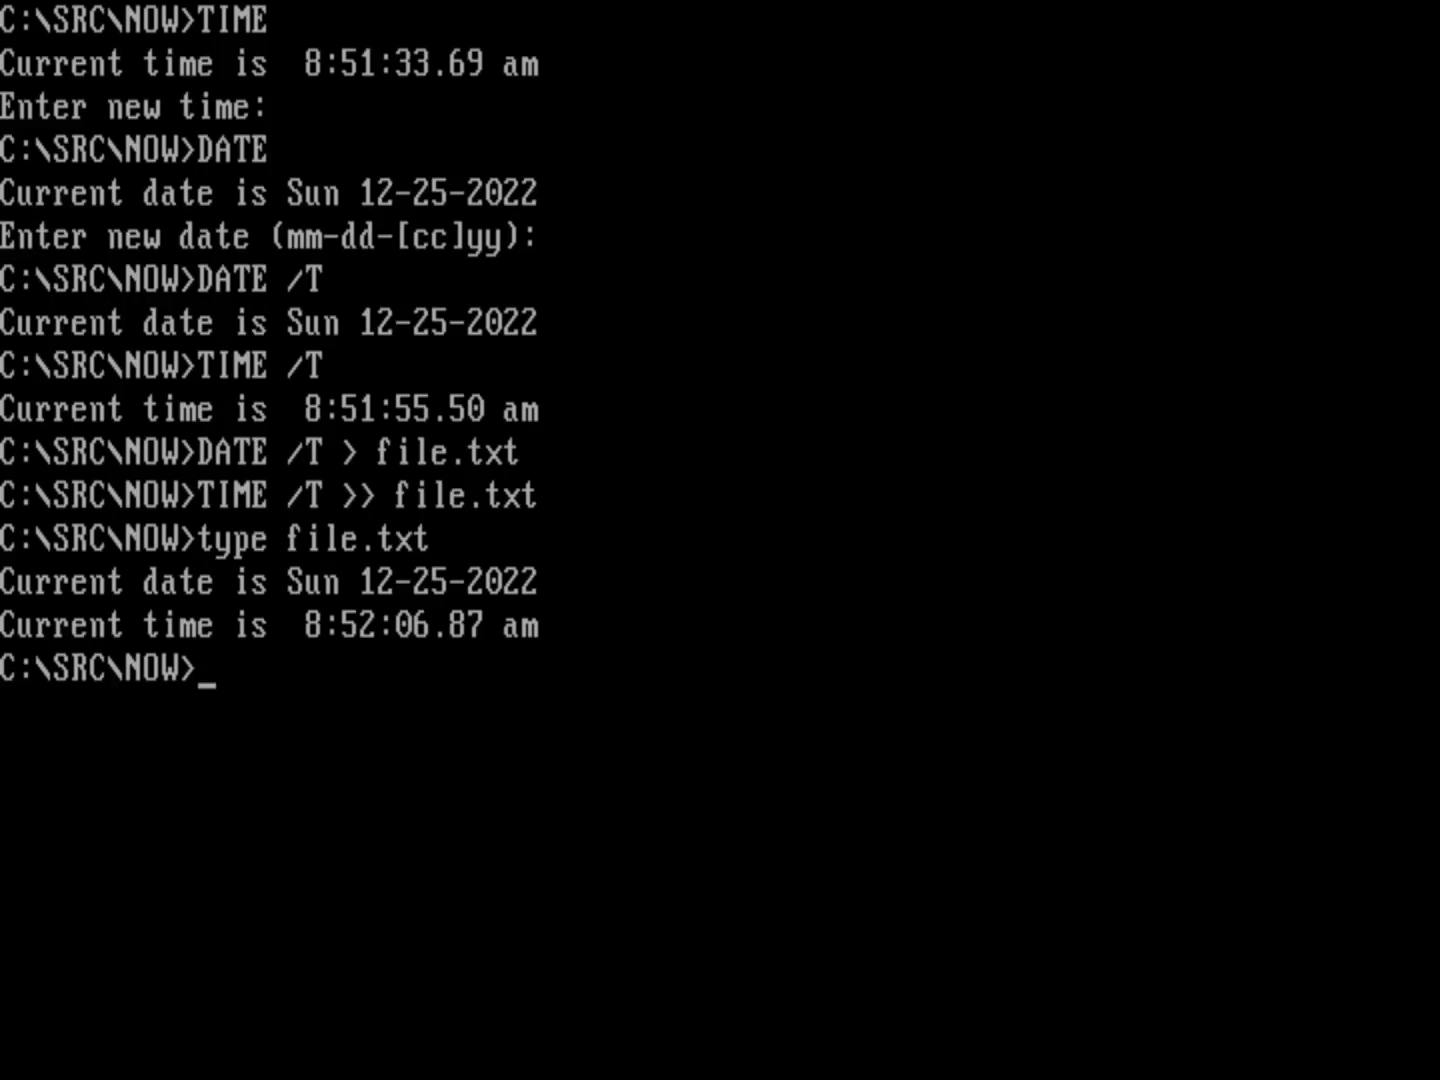 C:\SRC\NOW>TIME
Current time is  8:51:33.69 am
Enter new time:
C:\SRC\NOW>DATE
Current date is Sun 12-25-2022
Enter new date (mm-dd-[cc]yy):
C:\SRC\NOW>DATE /T
Current date is Sun 12-25-2022
C:\SRC\NOW>TIME /T
Current time is  8:51:55.50 am
C:\SRC\NOW>DATE /T > file.txt
C:\SRC\NOW>TIME /T >> file.txt
C:\SRC\NOW>type file.txt
Current date is Sun 12-25-2022
Current time is  8:52:06.87 am
C:\SRC\NOW>_